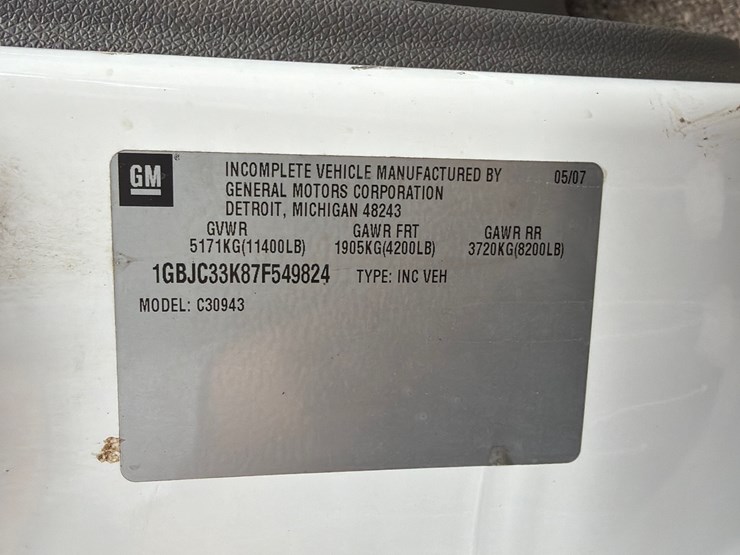 GM
INCOMPLETE VEHICLE MANUFACTURED BY 05/07
GENERAL MOTORS CORPORATION
DETROIT, MICHIGAN 48243
GVWR GAWR FRT GAWR RR
5171KG(11400LB) 1905KG(4200LB) 3720KG(8200LB)
1GBJC33K87F549824 TYPE: INC VEH
MODEL: C30943